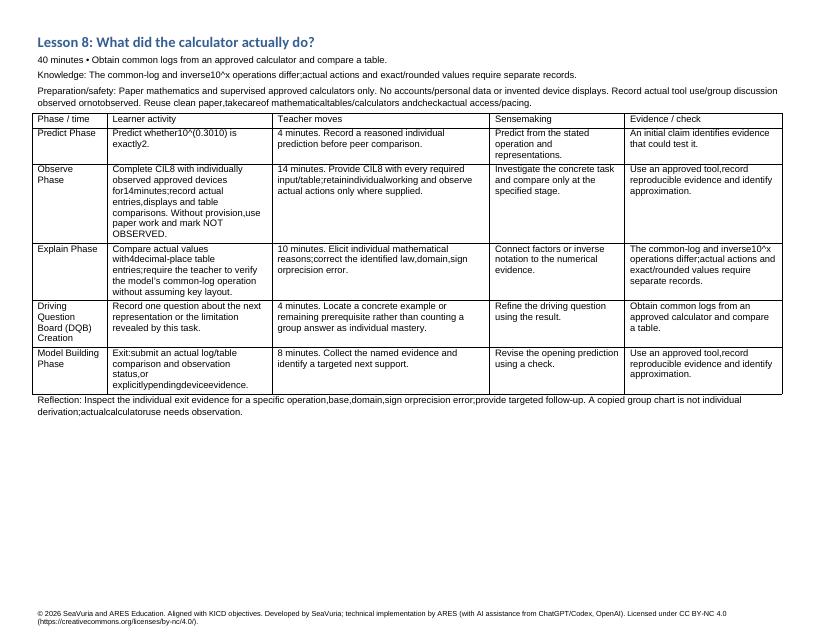 Lesson 8: What did the calculator actually do?
40 minutes • Obtain common logs from an approved calculator and compare a table.
Knowledge: The common-log and inverse10^x operations differ;actual actions and exact/rounded values require separate records.
Preparation/safety: Paper mathematics and supervised approved calculators only. No accounts/personal data or invented device displays. Record actual tool use/group discussion
observed ornotobserved. Reuse clean paper,takecareof mathematicaltables/calculators andcheckactual access/pacing.
Phase / time
Learner activity
Teacher moves
Sensemaking
Evidence / check
Predict Phase
Predict whether10^(0.3010) is
exactly2.
4 minutes. Record a reasoned individual
prediction before peer comparison.
Predict from the stated
operation and
representations.
An initial claim identifies evidence
that could test it.
Observe
Phase
Complete CIL8 with individually
observed approved devices
for14minutes;record actual
entries,displays and table
comparisons. Without provision,use
paper work and mark NOT
OBSERVED.
14 minutes. Provide CIL8 with every required
input/table;retainindividualworking and observe
actual actions only where supplied.
Investigate the concrete task
and compare only at the
specified stage.
Use an approved tool,record
reproducible evidence and identify
approximation.
Explain Phase
Compare actual values
with4decimal-place table
entries;require the teacher to verify
the model's common-log operation
without assuming key layout.
10 minutes. Elicit individual mathematical
reasons;correct the identified law,domain,sign
orprecision error.
Connect factors or inverse
notation to the numerical
evidence.
The common-log and inverse10^x
operations differ;actual actions and
exact/rounded values require
separate records.
Driving
Question
Board (DQB)
Creation
Record one question about the next
representation or the limitation
revealed by this task.
4 minutes. Locate a concrete example or
remaining prerequisite rather than counting a
group answer as individual mastery.
Refine the driving question
using the result.
Obtain common logs from an
approved calculator and compare
a table.
Model Building
Phase
Exit:submit an actual log/table
comparison and observation
status,or
explicitlypendingdeviceevidence.
8 minutes. Collect the named evidence and
identify a targeted next support.
Revise the opening prediction
using a check.
Use an approved tool,record
reproducible evidence and identify
approximation.
Reflection: Inspect the individual exit evidence for a specific operation,base,domain,sign orprecision error;provide targeted follow-up. A copied group chart is not individual
derivation;actualcalculatoruse needs observation.
© 2026 SeaVuria and ARES Education. Aligned with KICD objectives. Developed by SeaVuria; technical implementation by ARES (with AI assistance from ChatGPT/Codex, OpenAI). Licensed under CC BY-NC 4.0
(https://creativecommons.org/licenses/by-nc/4.0/).